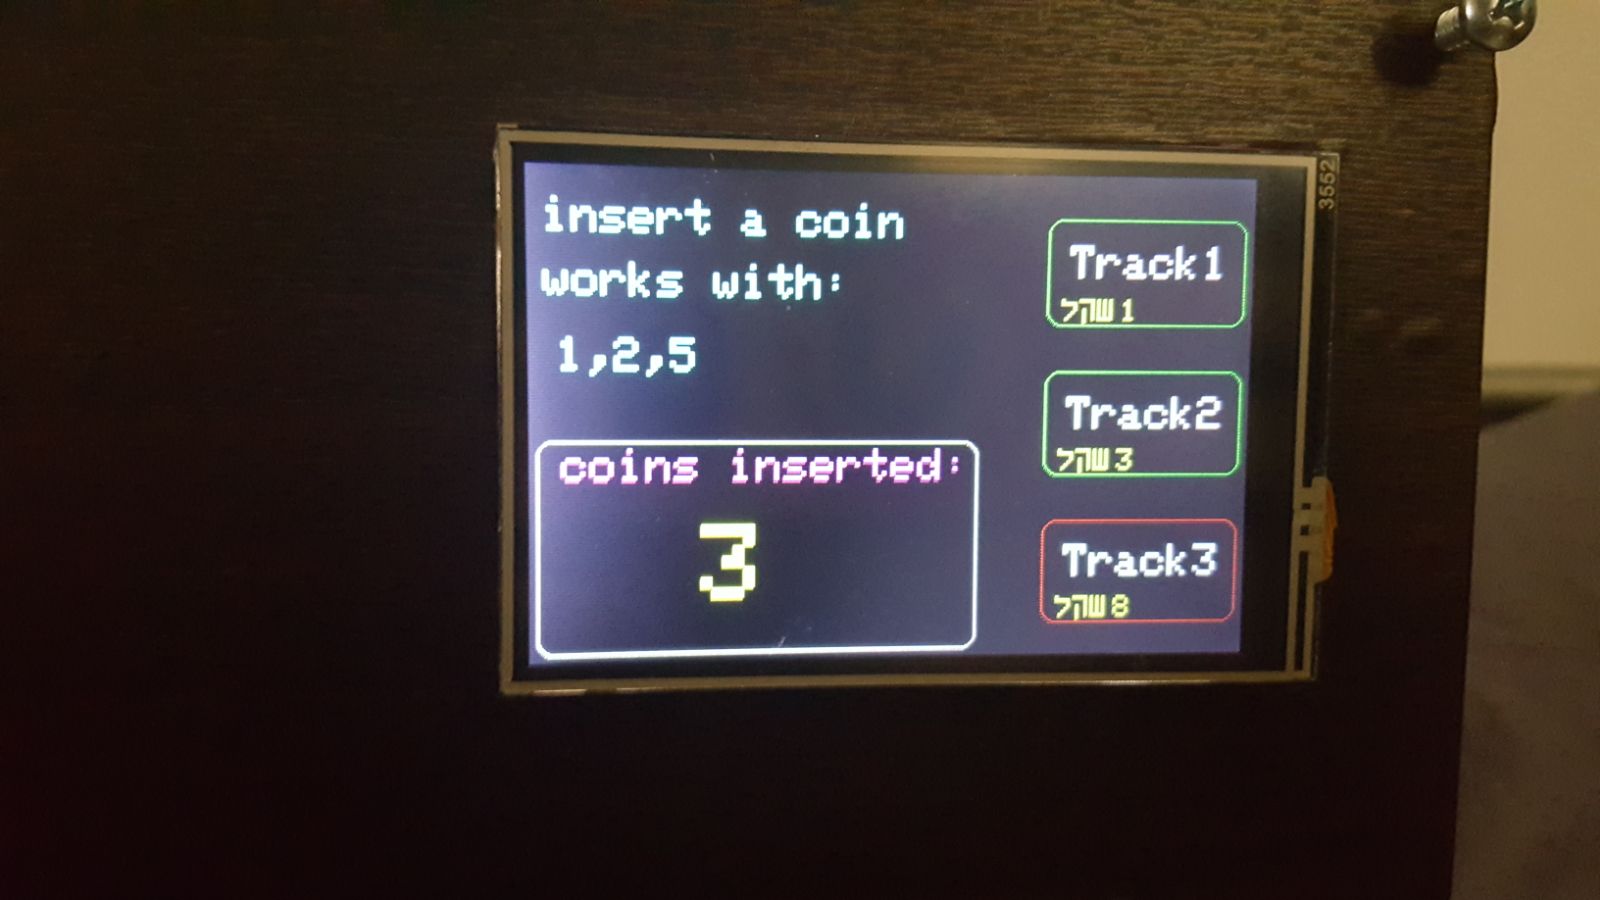 insert a coin
works with:
1,2,5
coins inserted:
3
Track1
1 שקל
Track2
3 שקל
Track3
8 שקל
3552